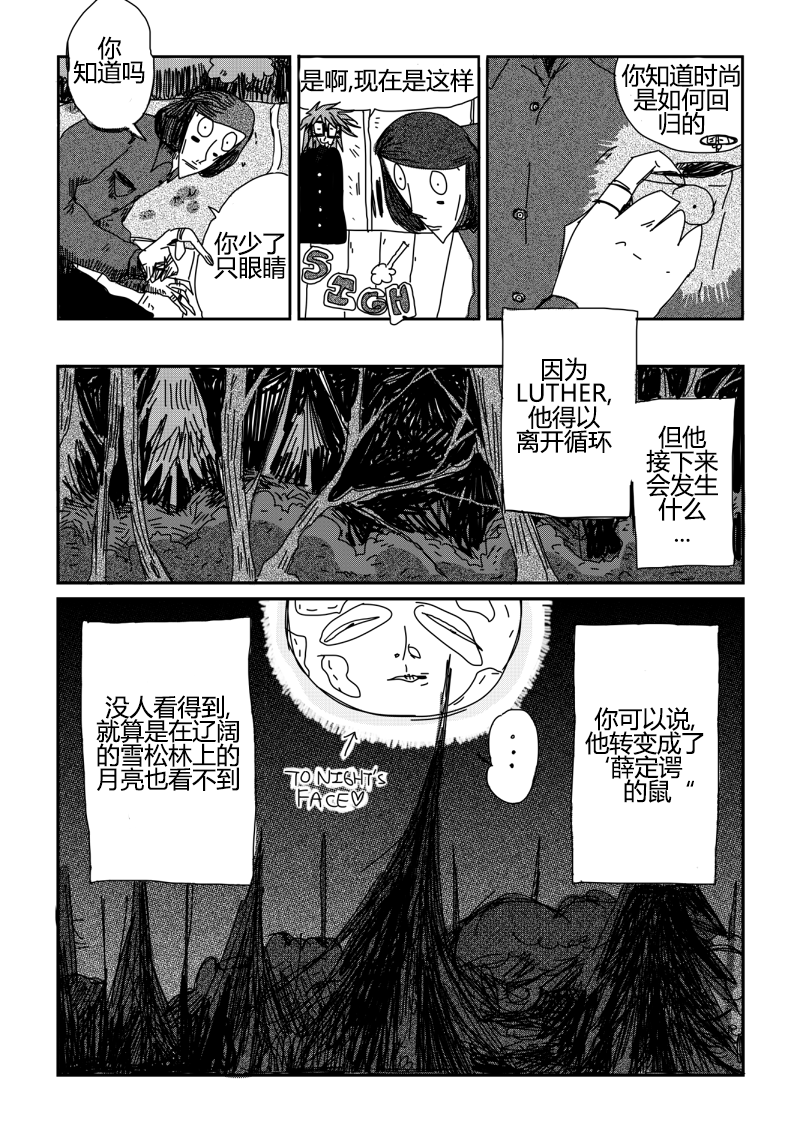 你
知道吗
你少了
只眼睛
是啊,现在是这样
SIGH
你知道时尚
是如何回
归的
因为
LUTHER,
他得以
离开循环
但他
接下来
会发生
什么
...
没人看得到,
就算是在辽阔
的雪松林上的
月亮也看不到
TONIGHT'S
FACE♡
...
你可以说,
他转变成了
‘薛定谔
的鼠“